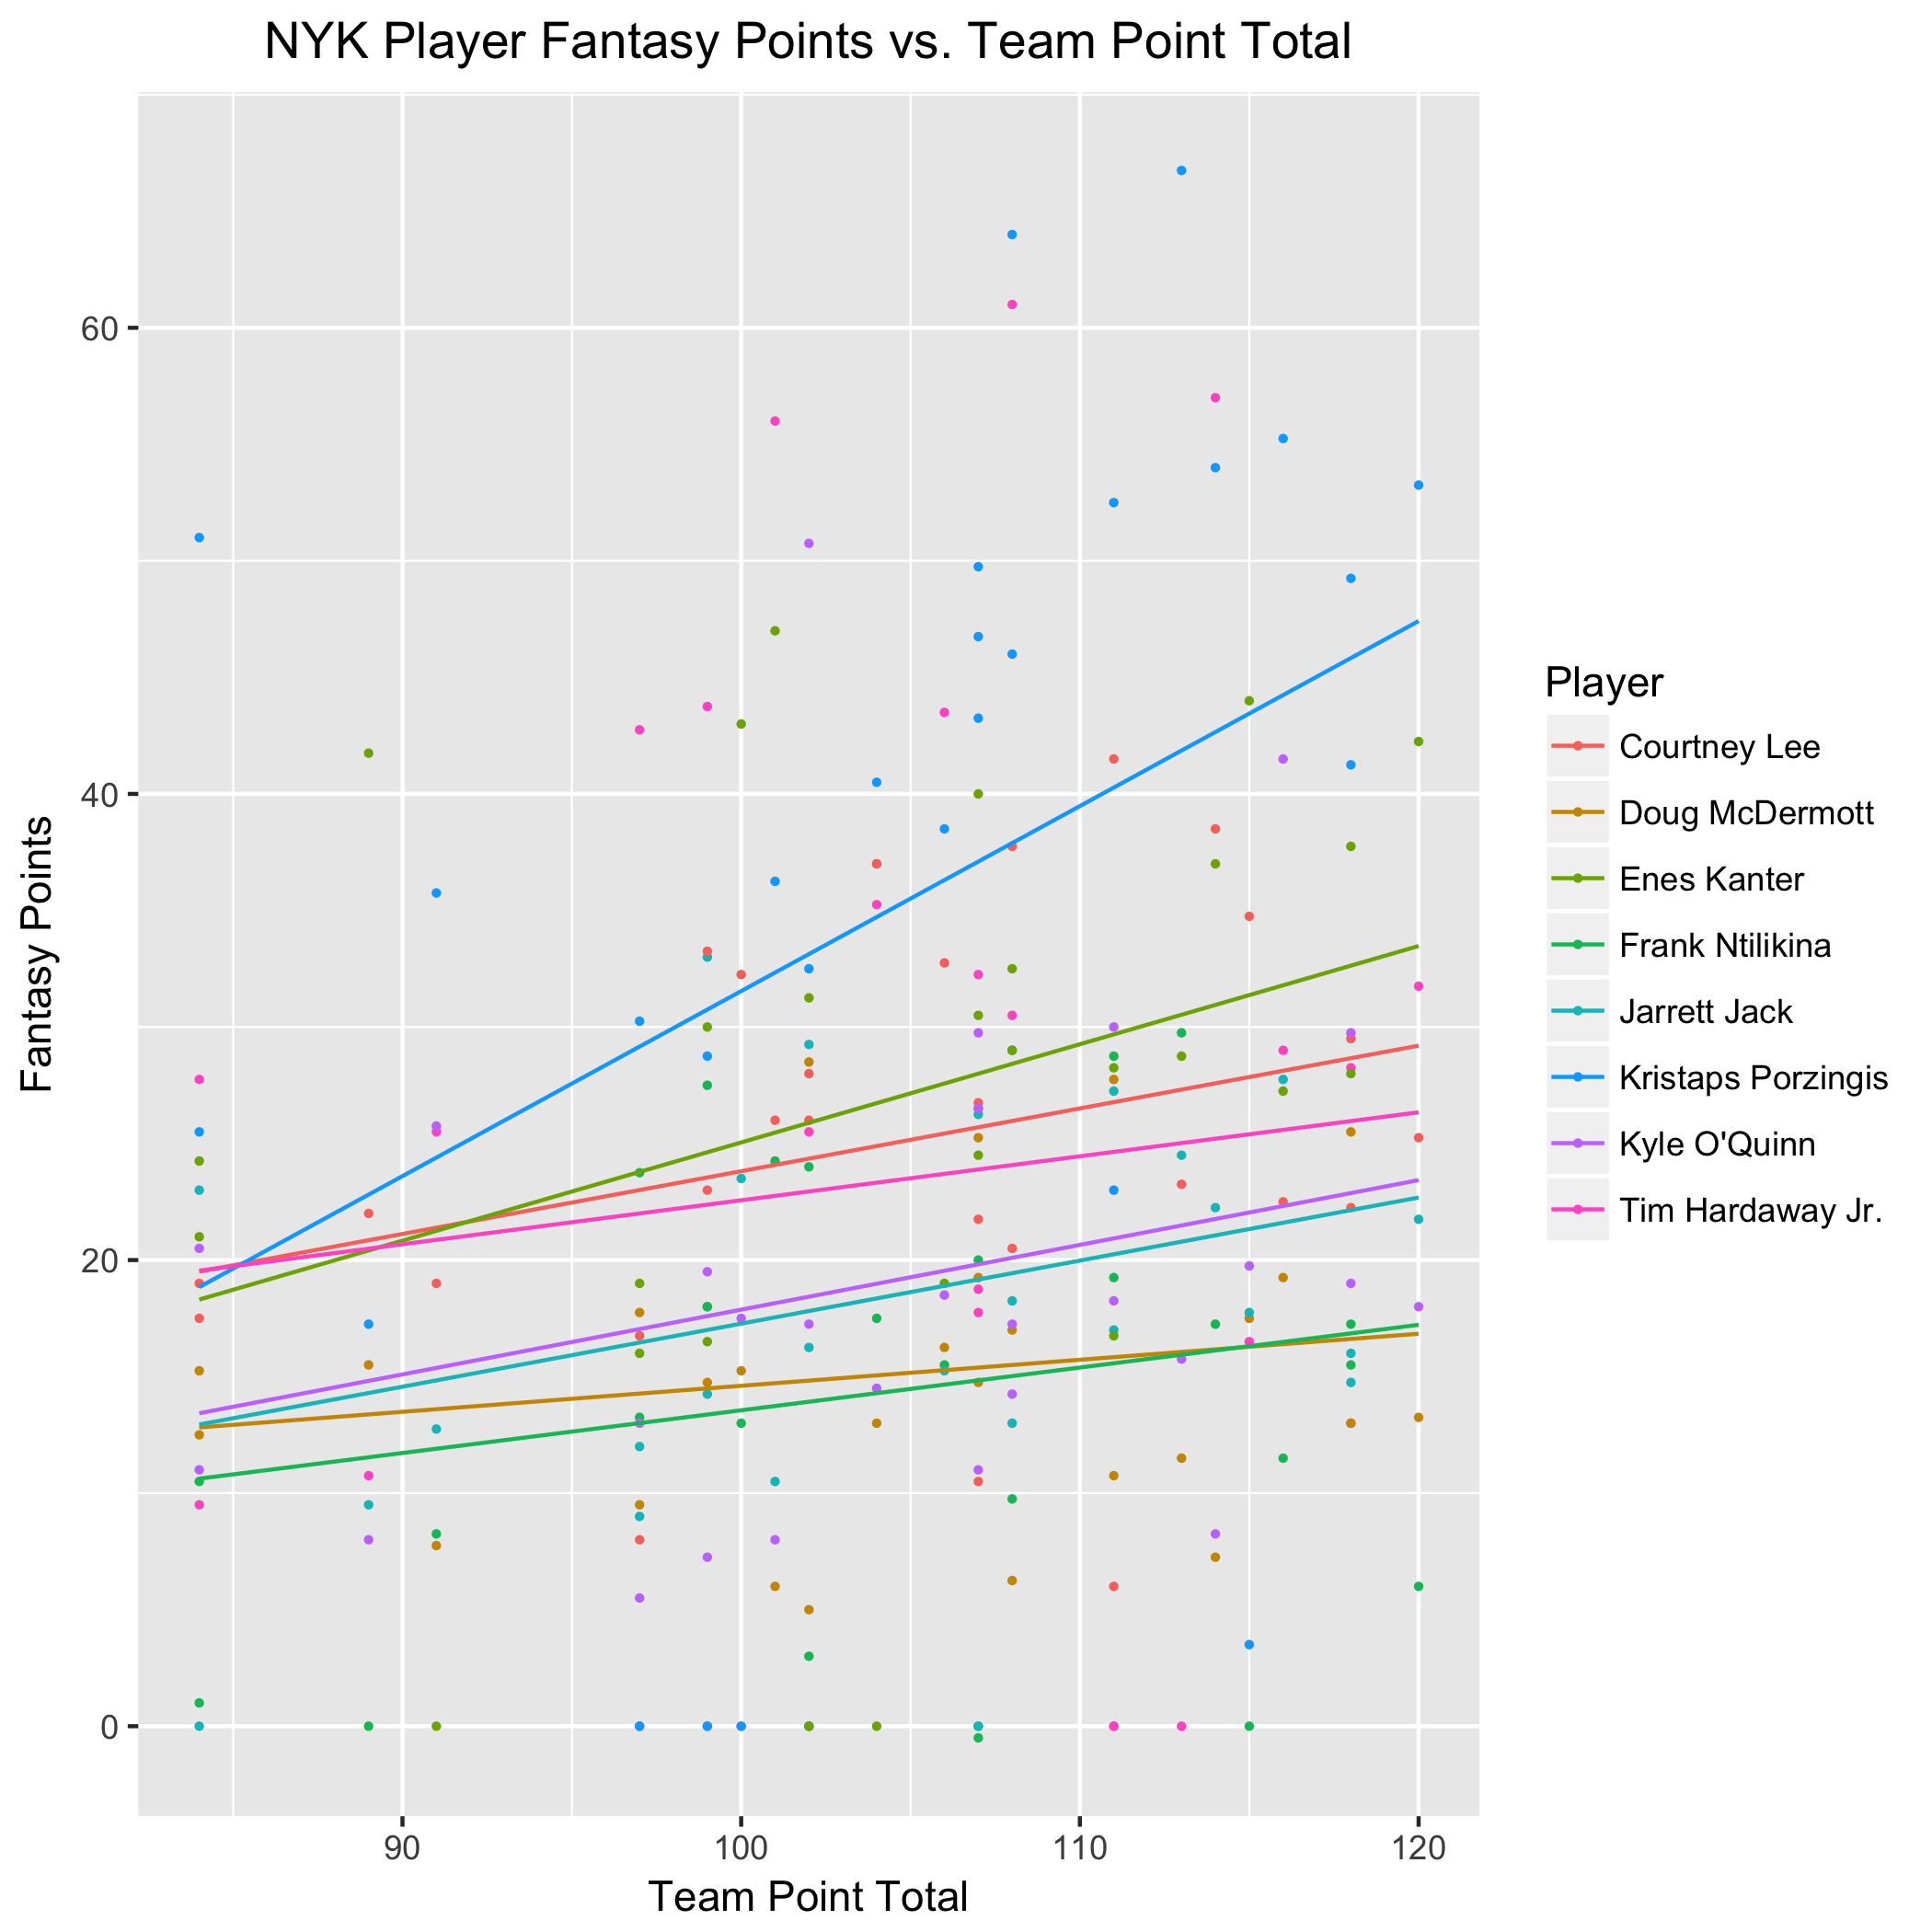 NYK Player Fantasy Points vs. Team Point Total
Fantasy Points
60
40
20
0
90 100 110 120
Team Point Total
Player
Courtney Lee
Doug McDermott
Enes Kanter
Frank Ntilikina
Jarrett Jack
Kristaps Porzingis
Kyle O'Quinn
Tim Hardaway Jr.